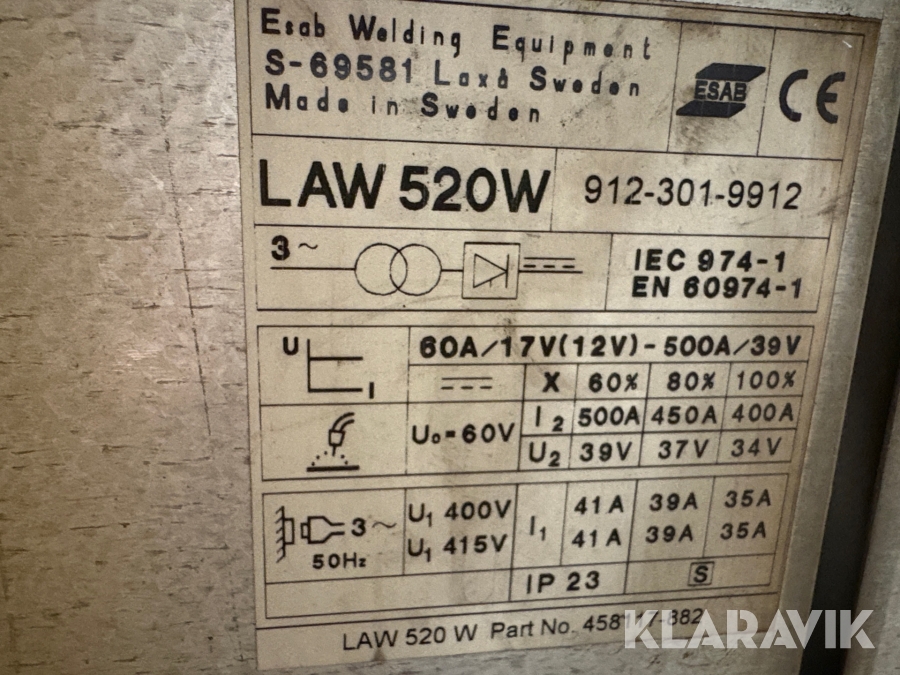 Esab Welding Equipment
S-69581 Laxå Sweden
Made in Sweden
ESAB CE
LAW 520W 912-301-9912
3~
IEC 974-1
EN 60974-1
U I
60A/17V(12V)-500A/39V
X 60% 80% 100%
U₀=60V
I₂ 500A 450A 400A
U₂ 39V 37V 34V
3~ 50Hz
U₁ 400V I₁ 41A 39A 35A
U₁ 415V 41A 39A 35A
IP 23 S
LAW 520 W Part No.
KLARAVIK